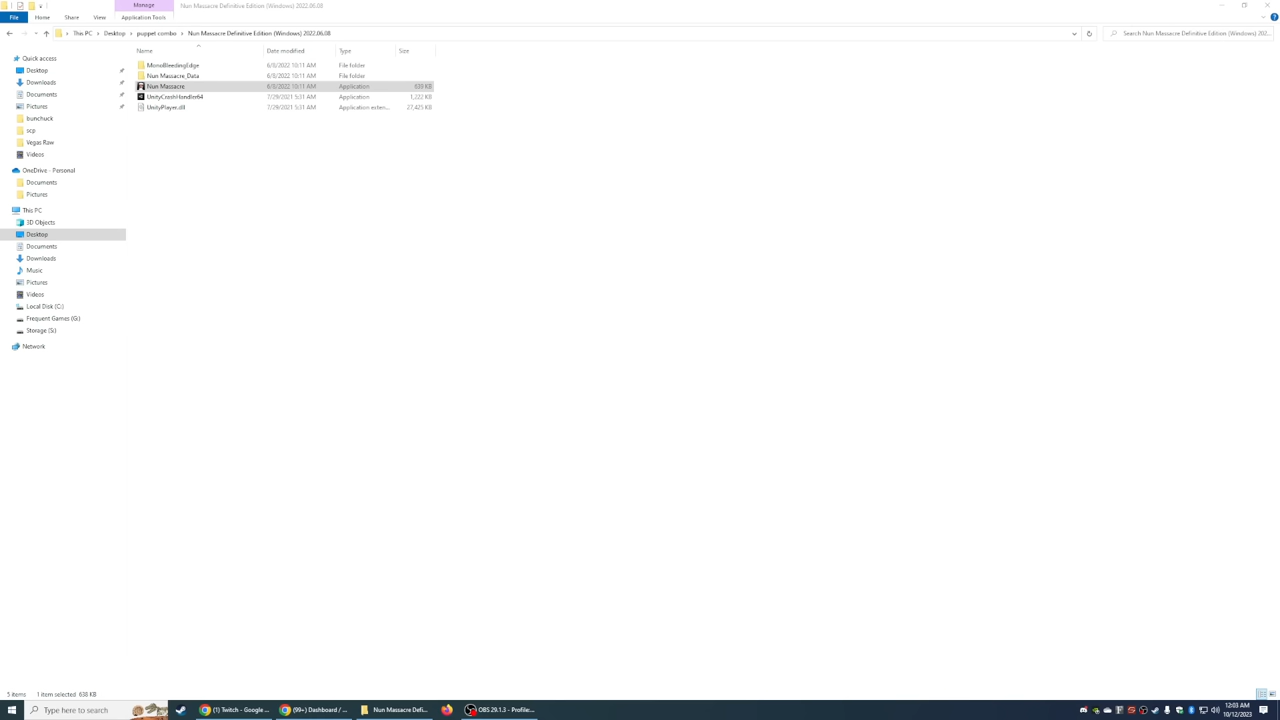 Manage
Nun Massacre Definitive Edition (Windows) 2022.06.08
File Home Share View Application Tools
This PC > Desktop > puppet combo > Nun Massacre Definitive Edition (Windows) 2022.06.08
Search Nun Massacre Definitive Edition (Windows) 202...
Name Date modified Type Size
MonoBleedingEdge 6/8/2022 10:11 AM File folder
Nun Massacre_Data 6/8/2022 10:11 AM File folder
Nun Massacre 6/8/2022 10:11 AM Application 639 KB
UnityCrashHandler64 7/29/2021 5:31 AM Application 1,222 KB
UnityPlayer.dll 7/29/2021 5:31 AM Application exten... 27,425 KB
Quick access
Desktop
Downloads
Documents
Pictures
bunchuck
scp
Vegas Raw
Videos
OneDrive - Personal
Documents
Pictures
This PC
3D Objects
Desktop
Documents
Downloads
Music
Pictures
Videos
Local Disk (C:)
Frequent Games (G:)
Storage (S:)
Network
5 items 1 item selected 638 KB
Type here to search
(1) Twitch - Google ...
(99+) Dashboard / ...
Nun Massacre Defi...
OBS 29.1.3 - Profile:...
12:03 AM
10/12/2023